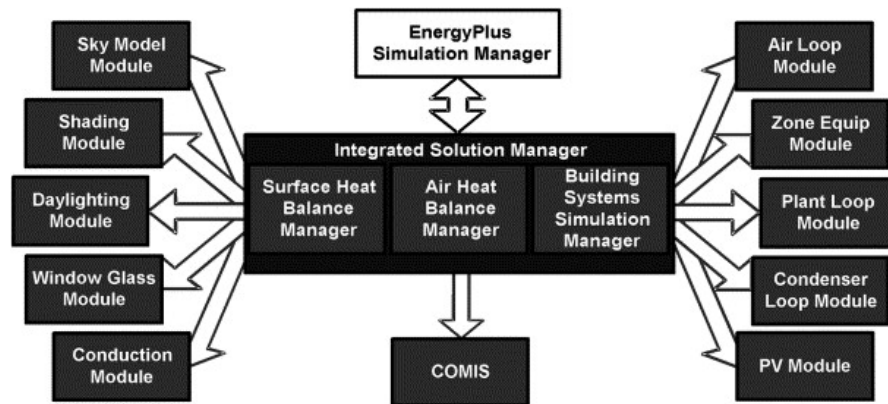 EnergyPlus
Simulation Manager
Sky Model
Module
Shading
Module
Daylighting
Module
Window Glass
Module
Conduction
Module
Integrated Solution Manager
Surface Heat
Balance
Manager
Air Heat
Balance
Manager
Building
Systems
Simulation
Manager
COMIS
Air Loop
Module
Zone Equip
Module
Plant Loop
Module
Condenser
Loop Module
PV Module